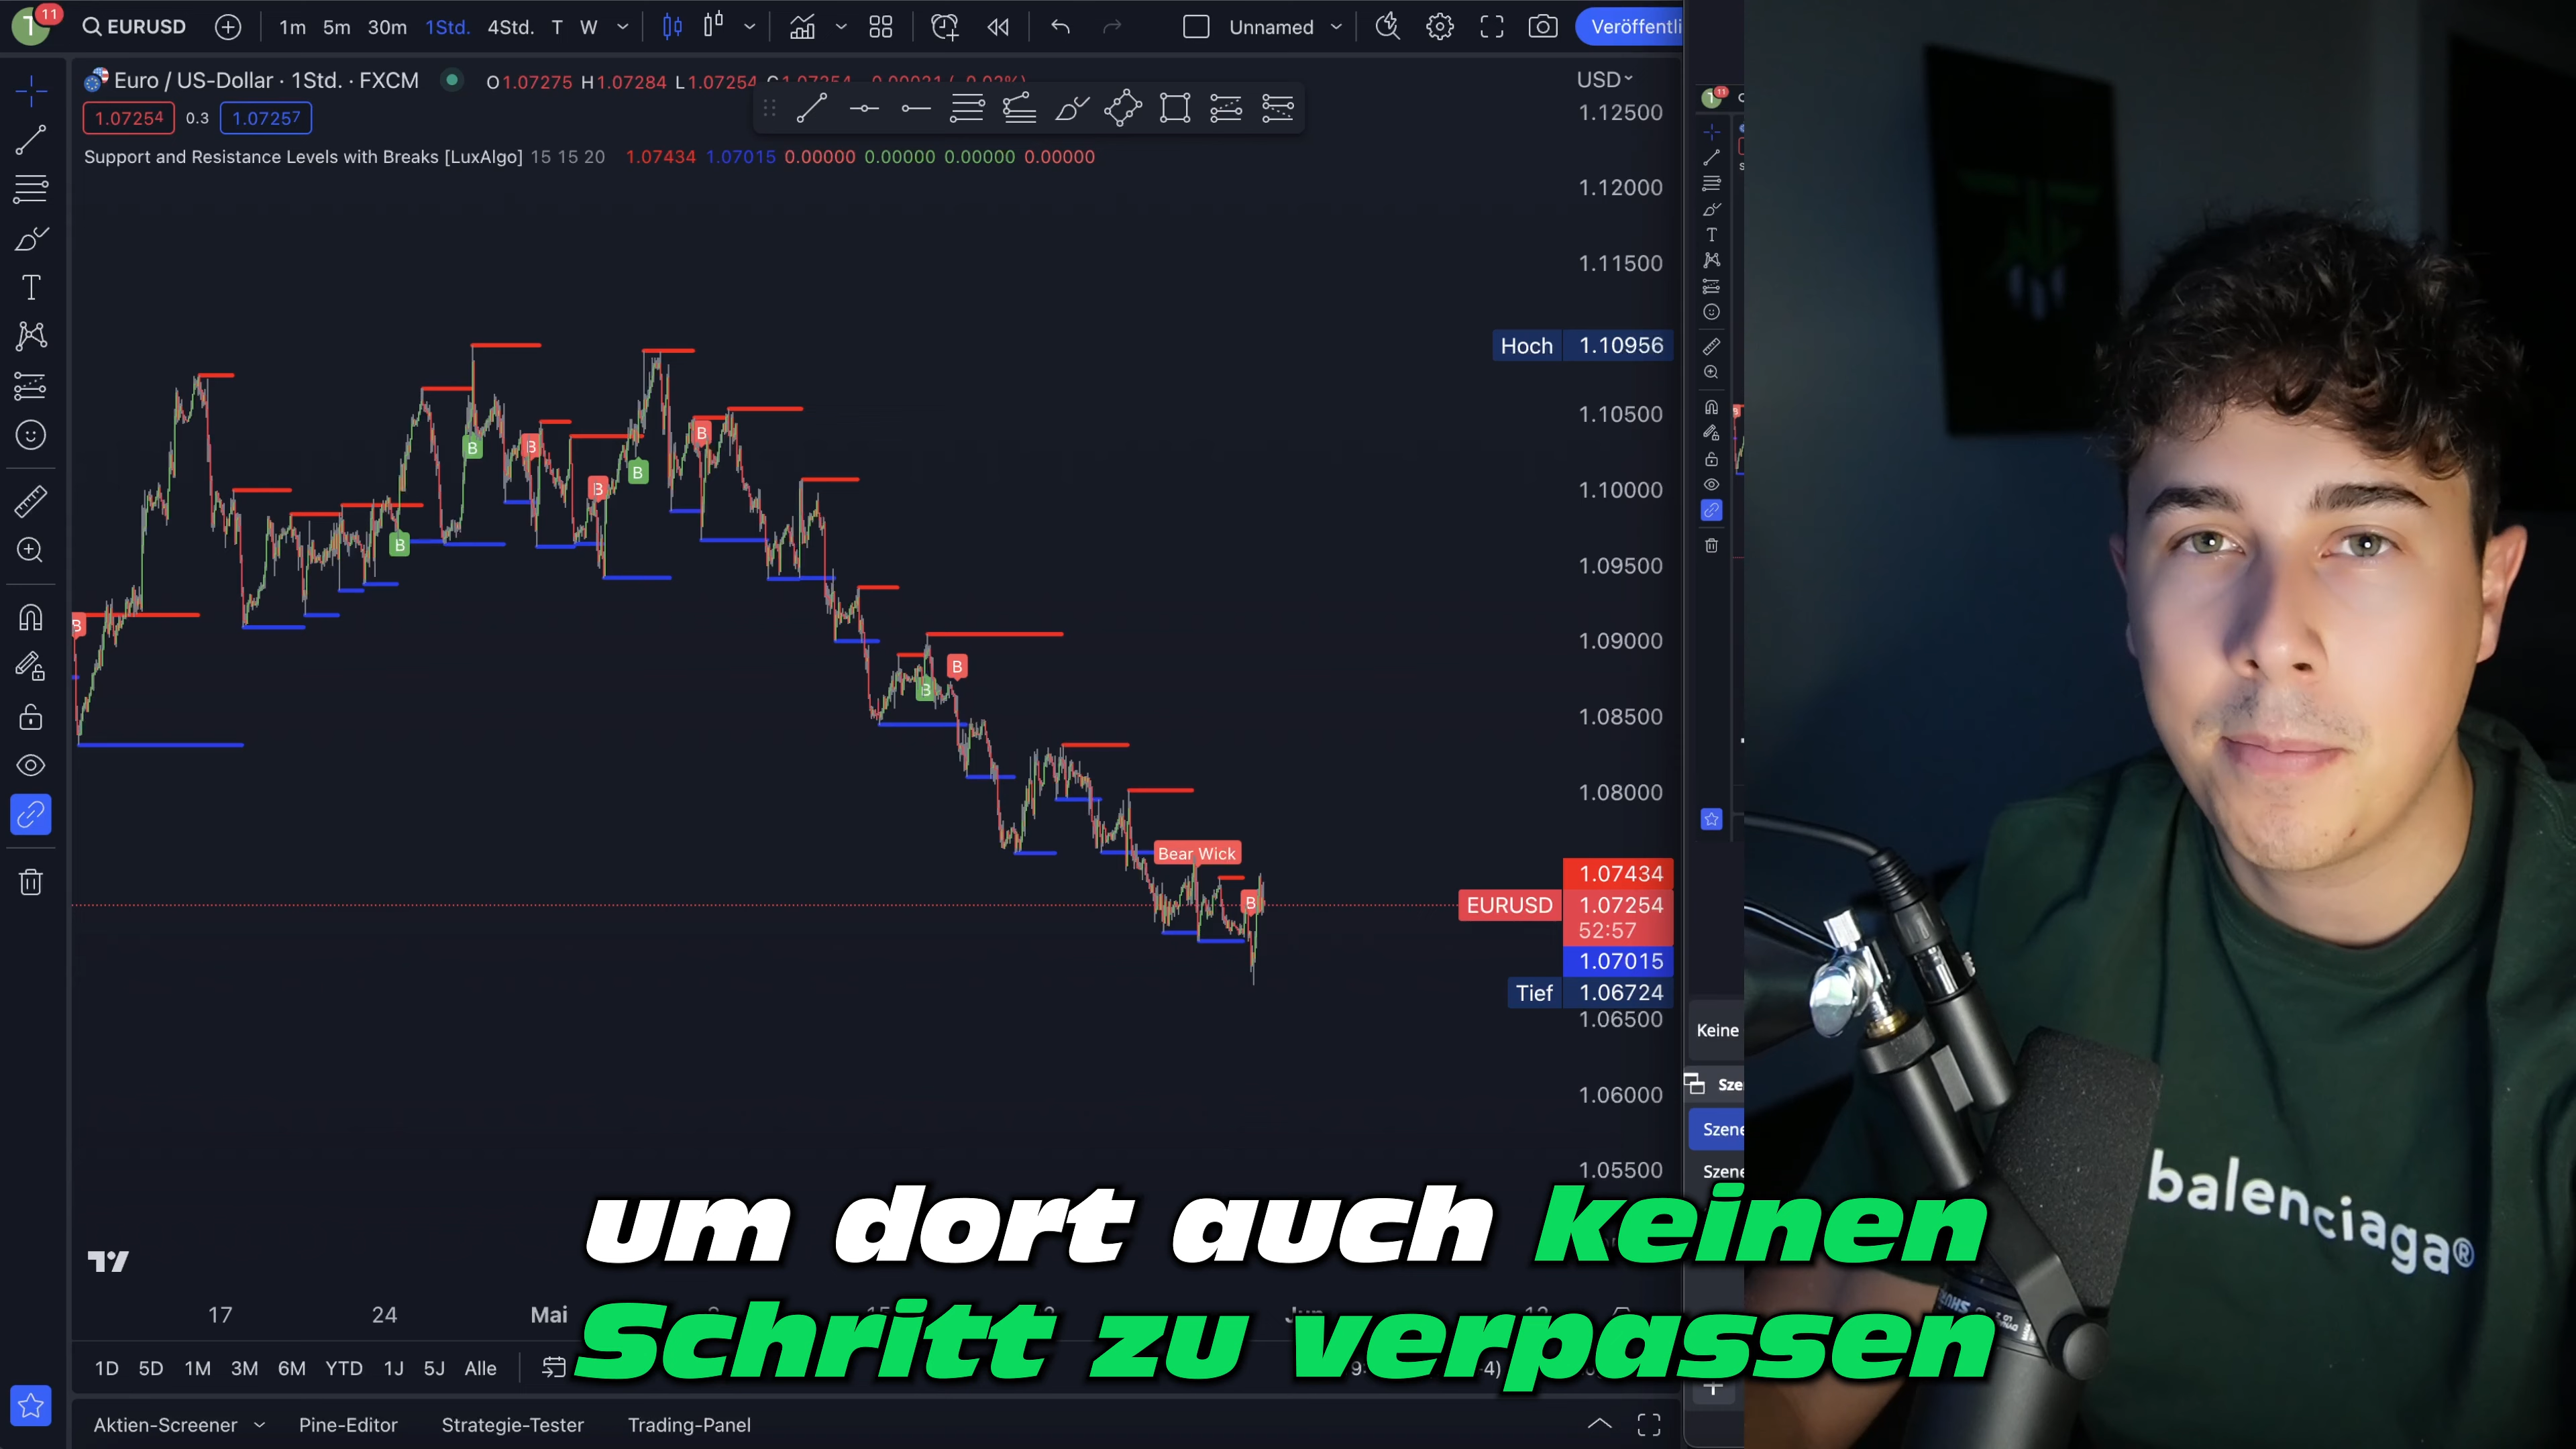 11
EURUSD
1m 5m 30m 1Std. 4Std. T W
Unnamed
Veröffentli
Euro / US-Dollar · 1Std. · FXCM
O1.07275 H1.07284 L1.07254
USD
1.07254 0.3 1.07257
Support and Resistance Levels with Breaks [LuxAlgo] 15 15 20 1.07434 1.07015 0.00000 0.00000 0.00000 0.00000
1.12500
1.12000
1.11500
Hoch 1.10956
1.10500
1.10000
1.09500
1.09000
1.08500
1.08000
B
B
B
B
B
B
B
B
B
B
Bear Wick
B
1.07434
EURUSD 1.07254
52:57
1.07015
Tief 1.06724
1.06500
1.06000
1.05500
Keine
Szene
Szene
um dort auch keinen
Schritt zu verpassen
balenciaga®
17 24 Mai
1D 5D 1M 3M 6M YTD 1J 5J Alle
Aktien-Screener Pine-Editor Strategie-Tester Trading-Panel